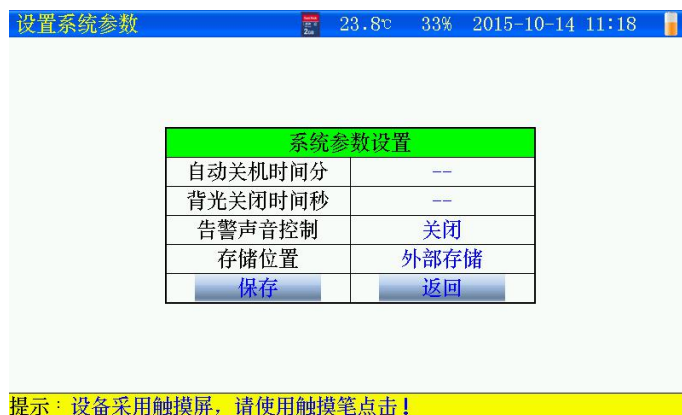 设置系统参数 23.8℃ 33% 2015-10-14 11:18
系统参数设置
自动关机时间分 --
背光关闭时间秒 --
告警声音控制 关闭
存储位置 外部存储
保存 返回
提示：设备采用触摸屏，请使用触摸笔点击！